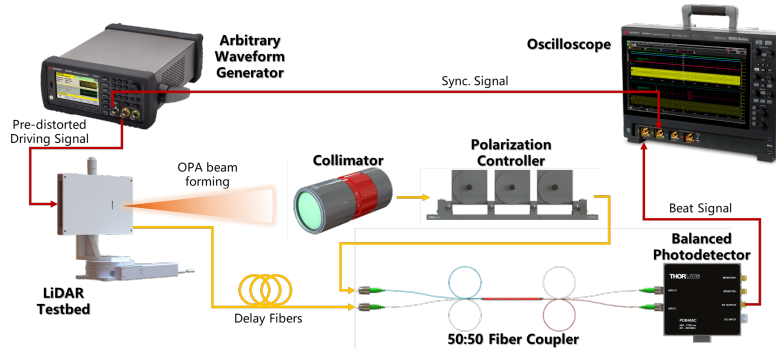 Arbitrary
Waveform
Generator
Oscilloscope
Sync. Signal
Pre-distorted
Driving Signal
OPA beam
forming
Collimator
Polarization
Controller
Beat Signal
Balanced
Photodetector
LiDAR
Testbed
Delay Fibers
50:50 Fiber Coupler
THORLABS
PDB465C